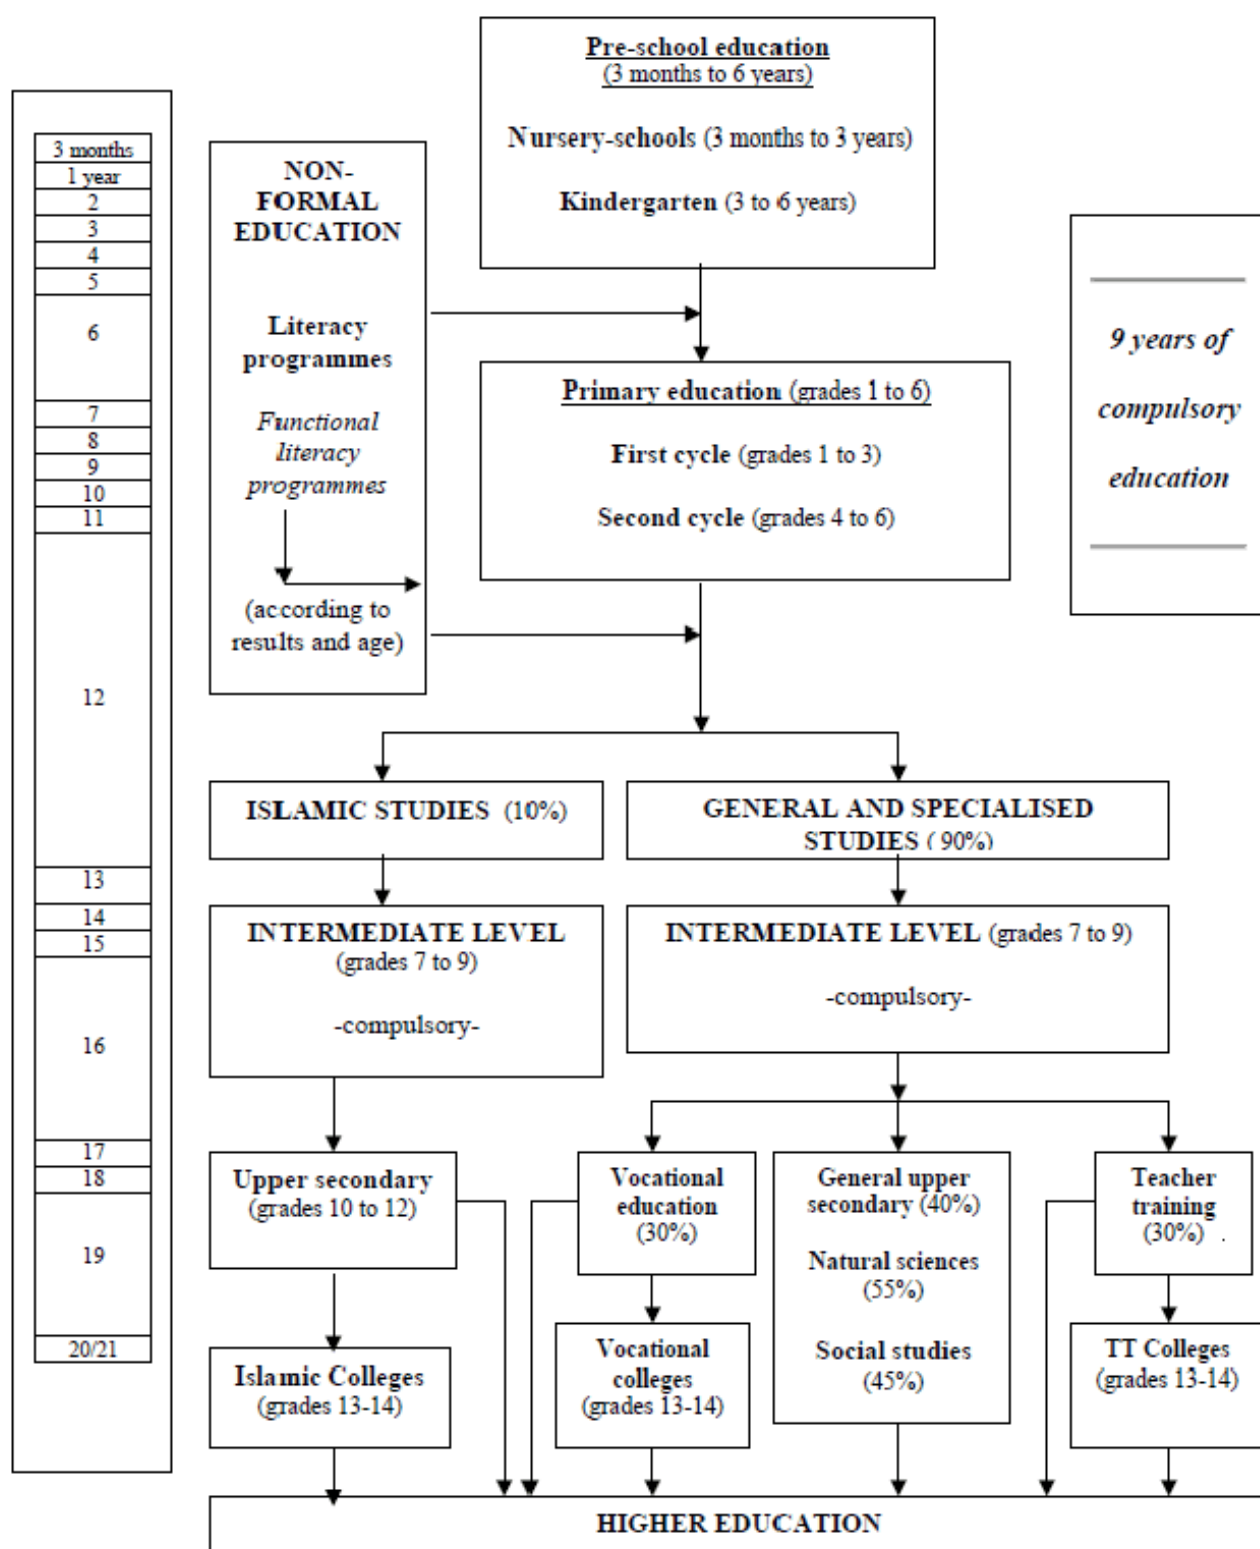 Pre-school education
(3 months to 6 years)
Nursery-schools (3 months to 3 years)
Kindergarten (3 to 6 years)
3 months
1 year
2
3
4
5
6
7
8
9
10
11
12
13
14
15
16
17
18
19
20/21
NON-
FORMAL
EDUCATION
Literacy
programmes
Functional
literacy
programmes
(according to
results and age)
9 years of
compulsory
education
Primary education (grades 1 to 6)
First cycle (grades 1 to 3)
Second cycle (grades 4 to 6)
ISLAMIC STUDIES (10%)
GENERAL AND SPECIALISED
STUDIES ( 90%)
INTERMEDIATE LEVEL
(grades 7 to 9)
-compulsory-
INTERMEDIATE LEVEL (grades 7 to 9)
-compulsory-
Upper secondary
(grades 10 to 12)
Vocational
education
(30%)
General upper
secondary (40%)
Natural sciences
(55%)
Social studies
(45%)
Teacher
training
(30%) .
Islamic Colleges
(grades 13-14)
Vocational
colleges
(grades 13-14)
TT Colleges
(grades 13-14)
HIGHER EDUCATION